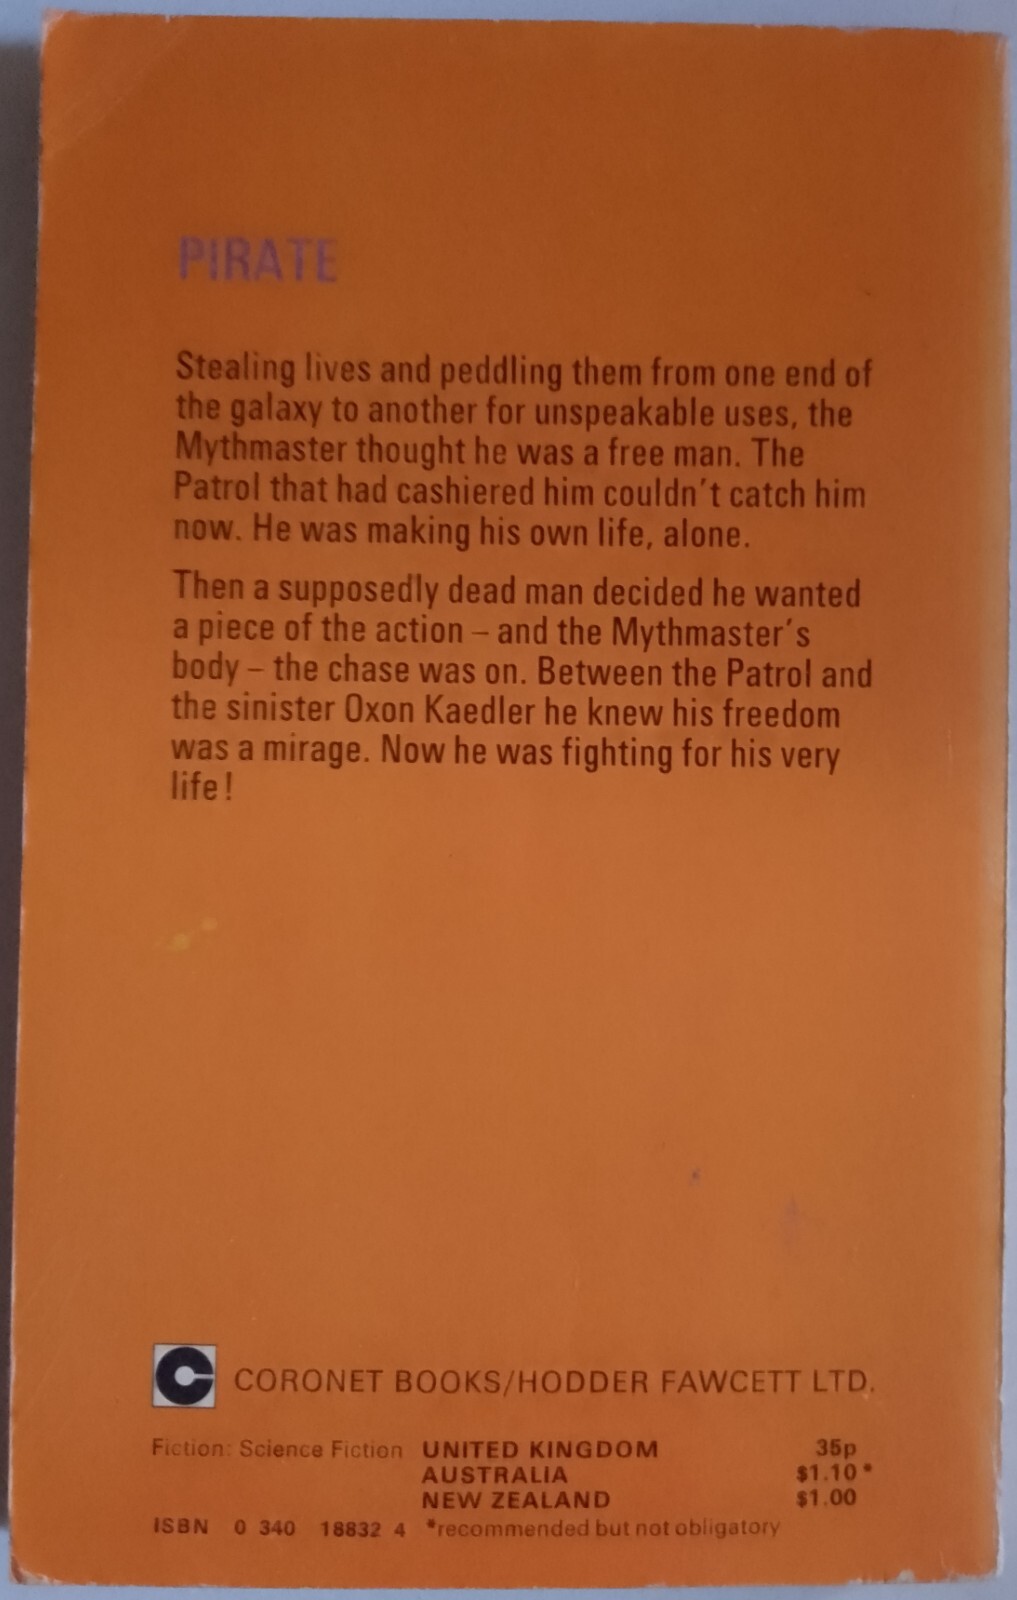 PIRATE
Stealing lives and peddling them from one end of
the galaxy to another for unspeakable uses, the
Mythmaster thought he was a free man. The
Patrol that had cashiered him couldn't catch him
now. He was making his own life, alone.
Then a supposedly dead man decided he wanted
a piece of the action – and the Mythmaster's
body – the chase was on. Between the Patrol and
the sinister Oxon Kaedler he knew his freedom
was a mirage. Now he was fighting for his very
life!
CORONET BOOKS/HODDER FAWCETT LTD.
Fiction: Science Fiction UNITED KINGDOM 35p
AUSTRALIA $1.10*
NEW ZEALAND $1.00
ISBN 0 340 18832 4 *recommended but not obligatory